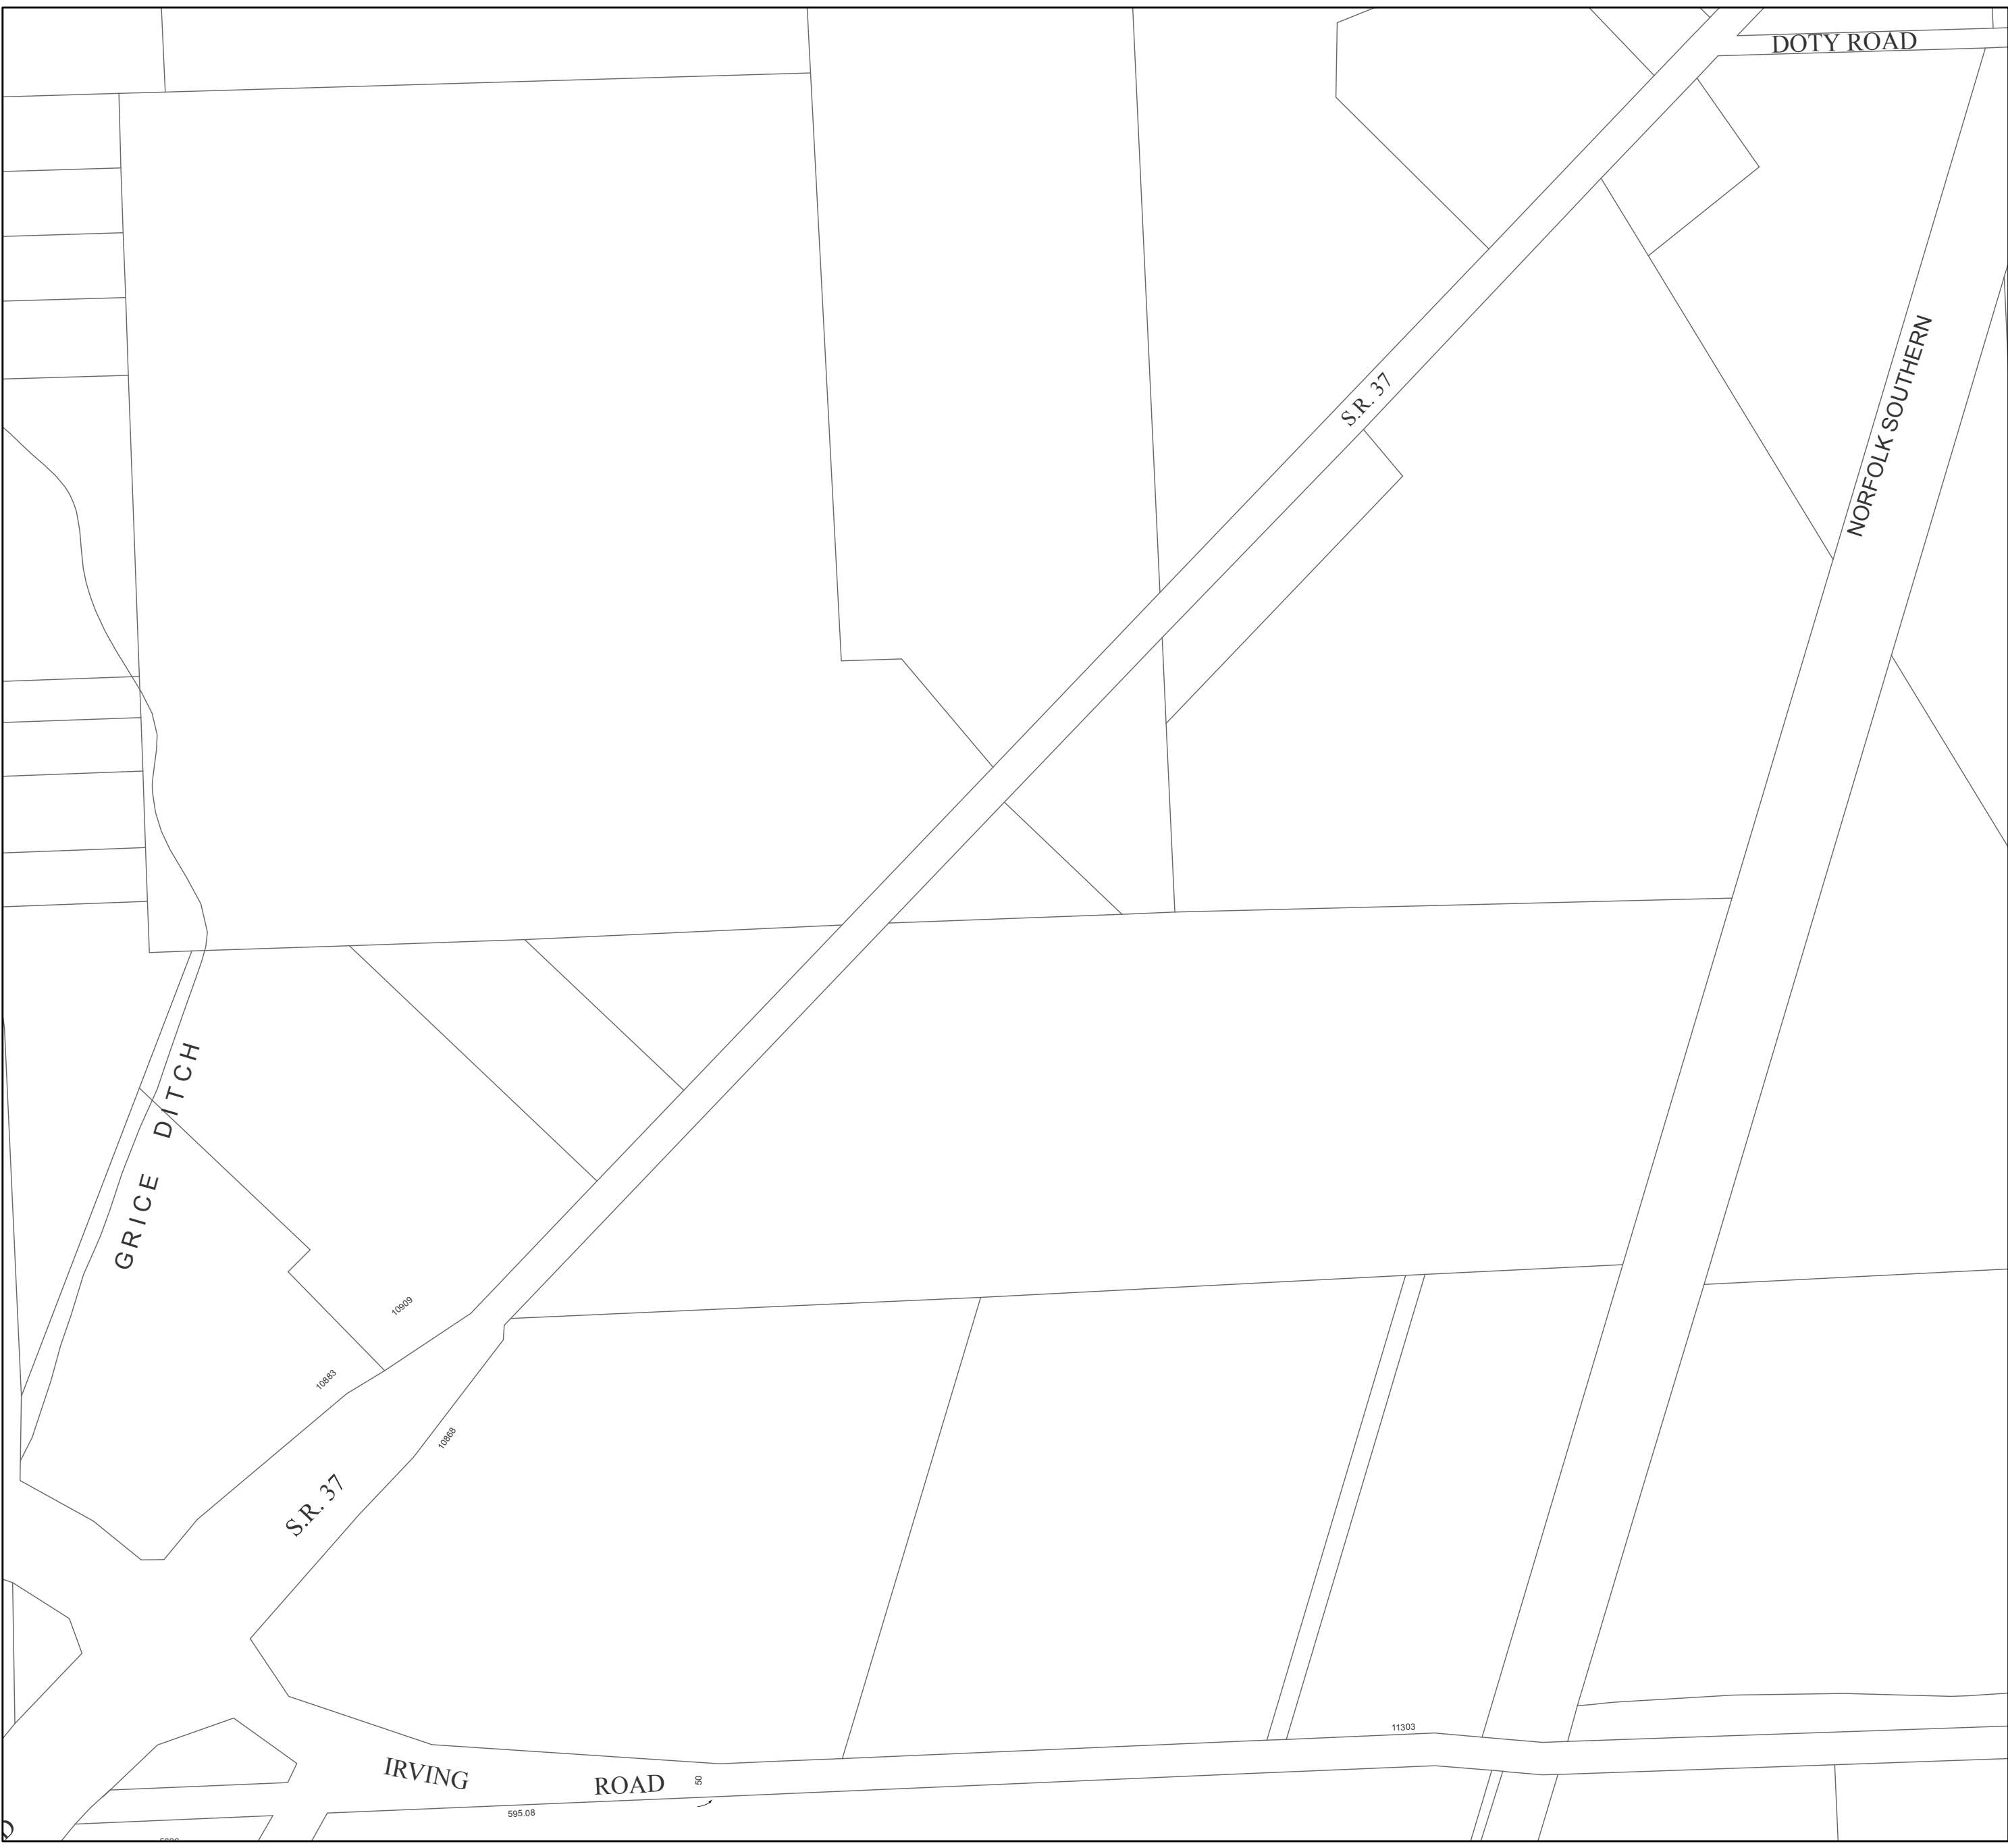 DOTY ROAD
S.R. 37
NORFOLK SOUTHERN
GRICE DITCH
10909
10883
10868
S.R. 37
11303
IRVING ROAD
50
595.08